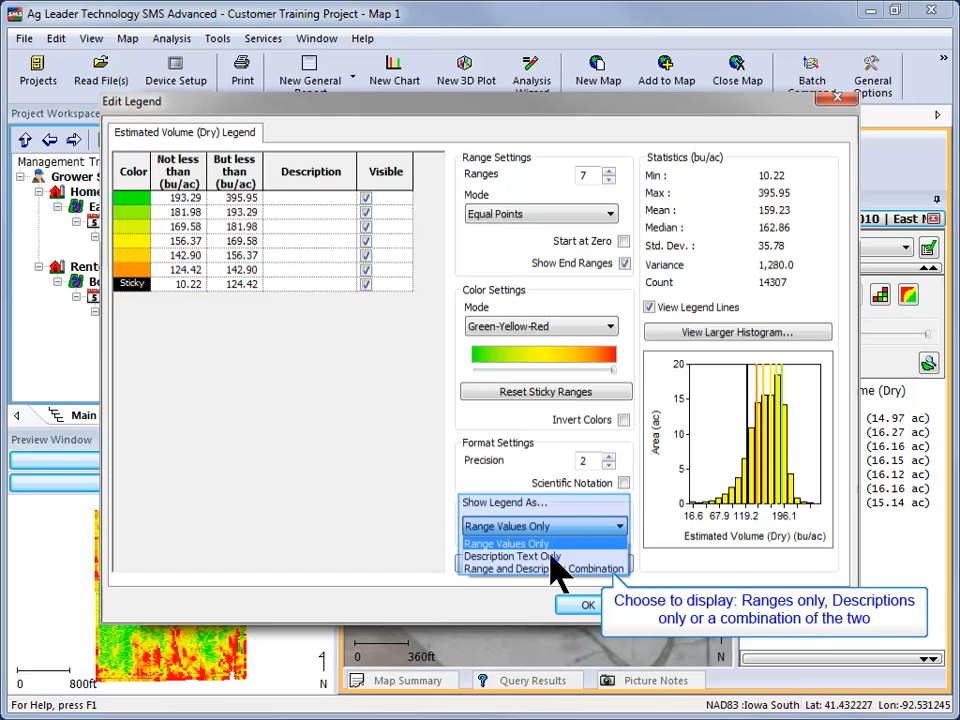 Ag Leader Technology SMS Advanced - Customer Training Project - Map 1
File Edit View Map Analysis Tools Services Window Help
Projects Read File(s) Device Setup Print New General New Chart New 3D Plot Analysis New Map Add to Map Close Map Batch General
Options
Project Workspace
Edit Legend
Estimated Volume (Dry) Legend
Management
Grower
Home
Color Not less than (bu/ac) But less than (bu/ac) Description Visible
193.29 395.95
181.98 193.29
169.58 181.98
156.37 169.58
142.90 156.37
124.42 142.90
Sticky 10.22 124.42
Range Settings
Ranges 7
Mode
Equal Points
Start at Zero
Show End Ranges
Color Settings
Mode
Green-Yellow-Red
Reset Sticky Ranges
Invert Colors
Format Settings
Precision 2
Scientific Notation
Show Legend As...
Range Values Only
Range Values Only
Description Text Only
Range and Combination
OK
Statistics (bu/ac)
Min : 10.22
Max : 395.95
Mean : 159.23
Median : 162.86
Std. Dev. : 35.78
Variance 1,280.0
Count 14307
View Legend Lines
View Larger Histogram...
20
15
10
5
0
Area (ac)
16.6 67.9 119.2 196.1
Estimated Volume (Dry) (bu/ac)
Choose to display: Ranges only, Descriptions
only or a combination of the two
(14.97 ac)
(16.27 ac)
(16.16 ac)
(16.15 ac)
(16.12 ac)
(16.16 ac)
(15.14 ac)
Main
Preview Window
0 800ft N
0 360ft N
Map Summary Query Results Picture Notes
For Help, press F1
NAD83 :Iowa South Lat: 41.432227 Lon:-92.531245